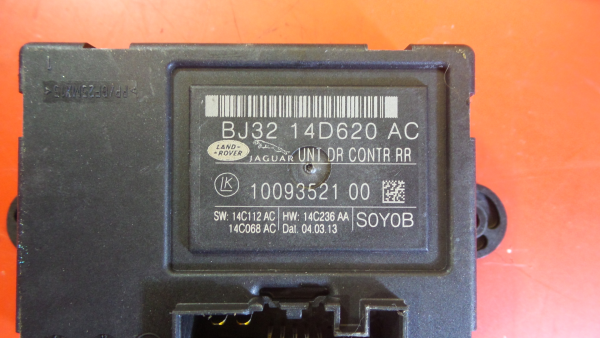 BJ32 14D620 AC
LAND-ROVER JAGUAR UNT DR CONTR RR
LK 10093521 00
SW: 14C112 AC HW: 14C236 AA S0Y0B
14C068 AC Dat. 04.03.13